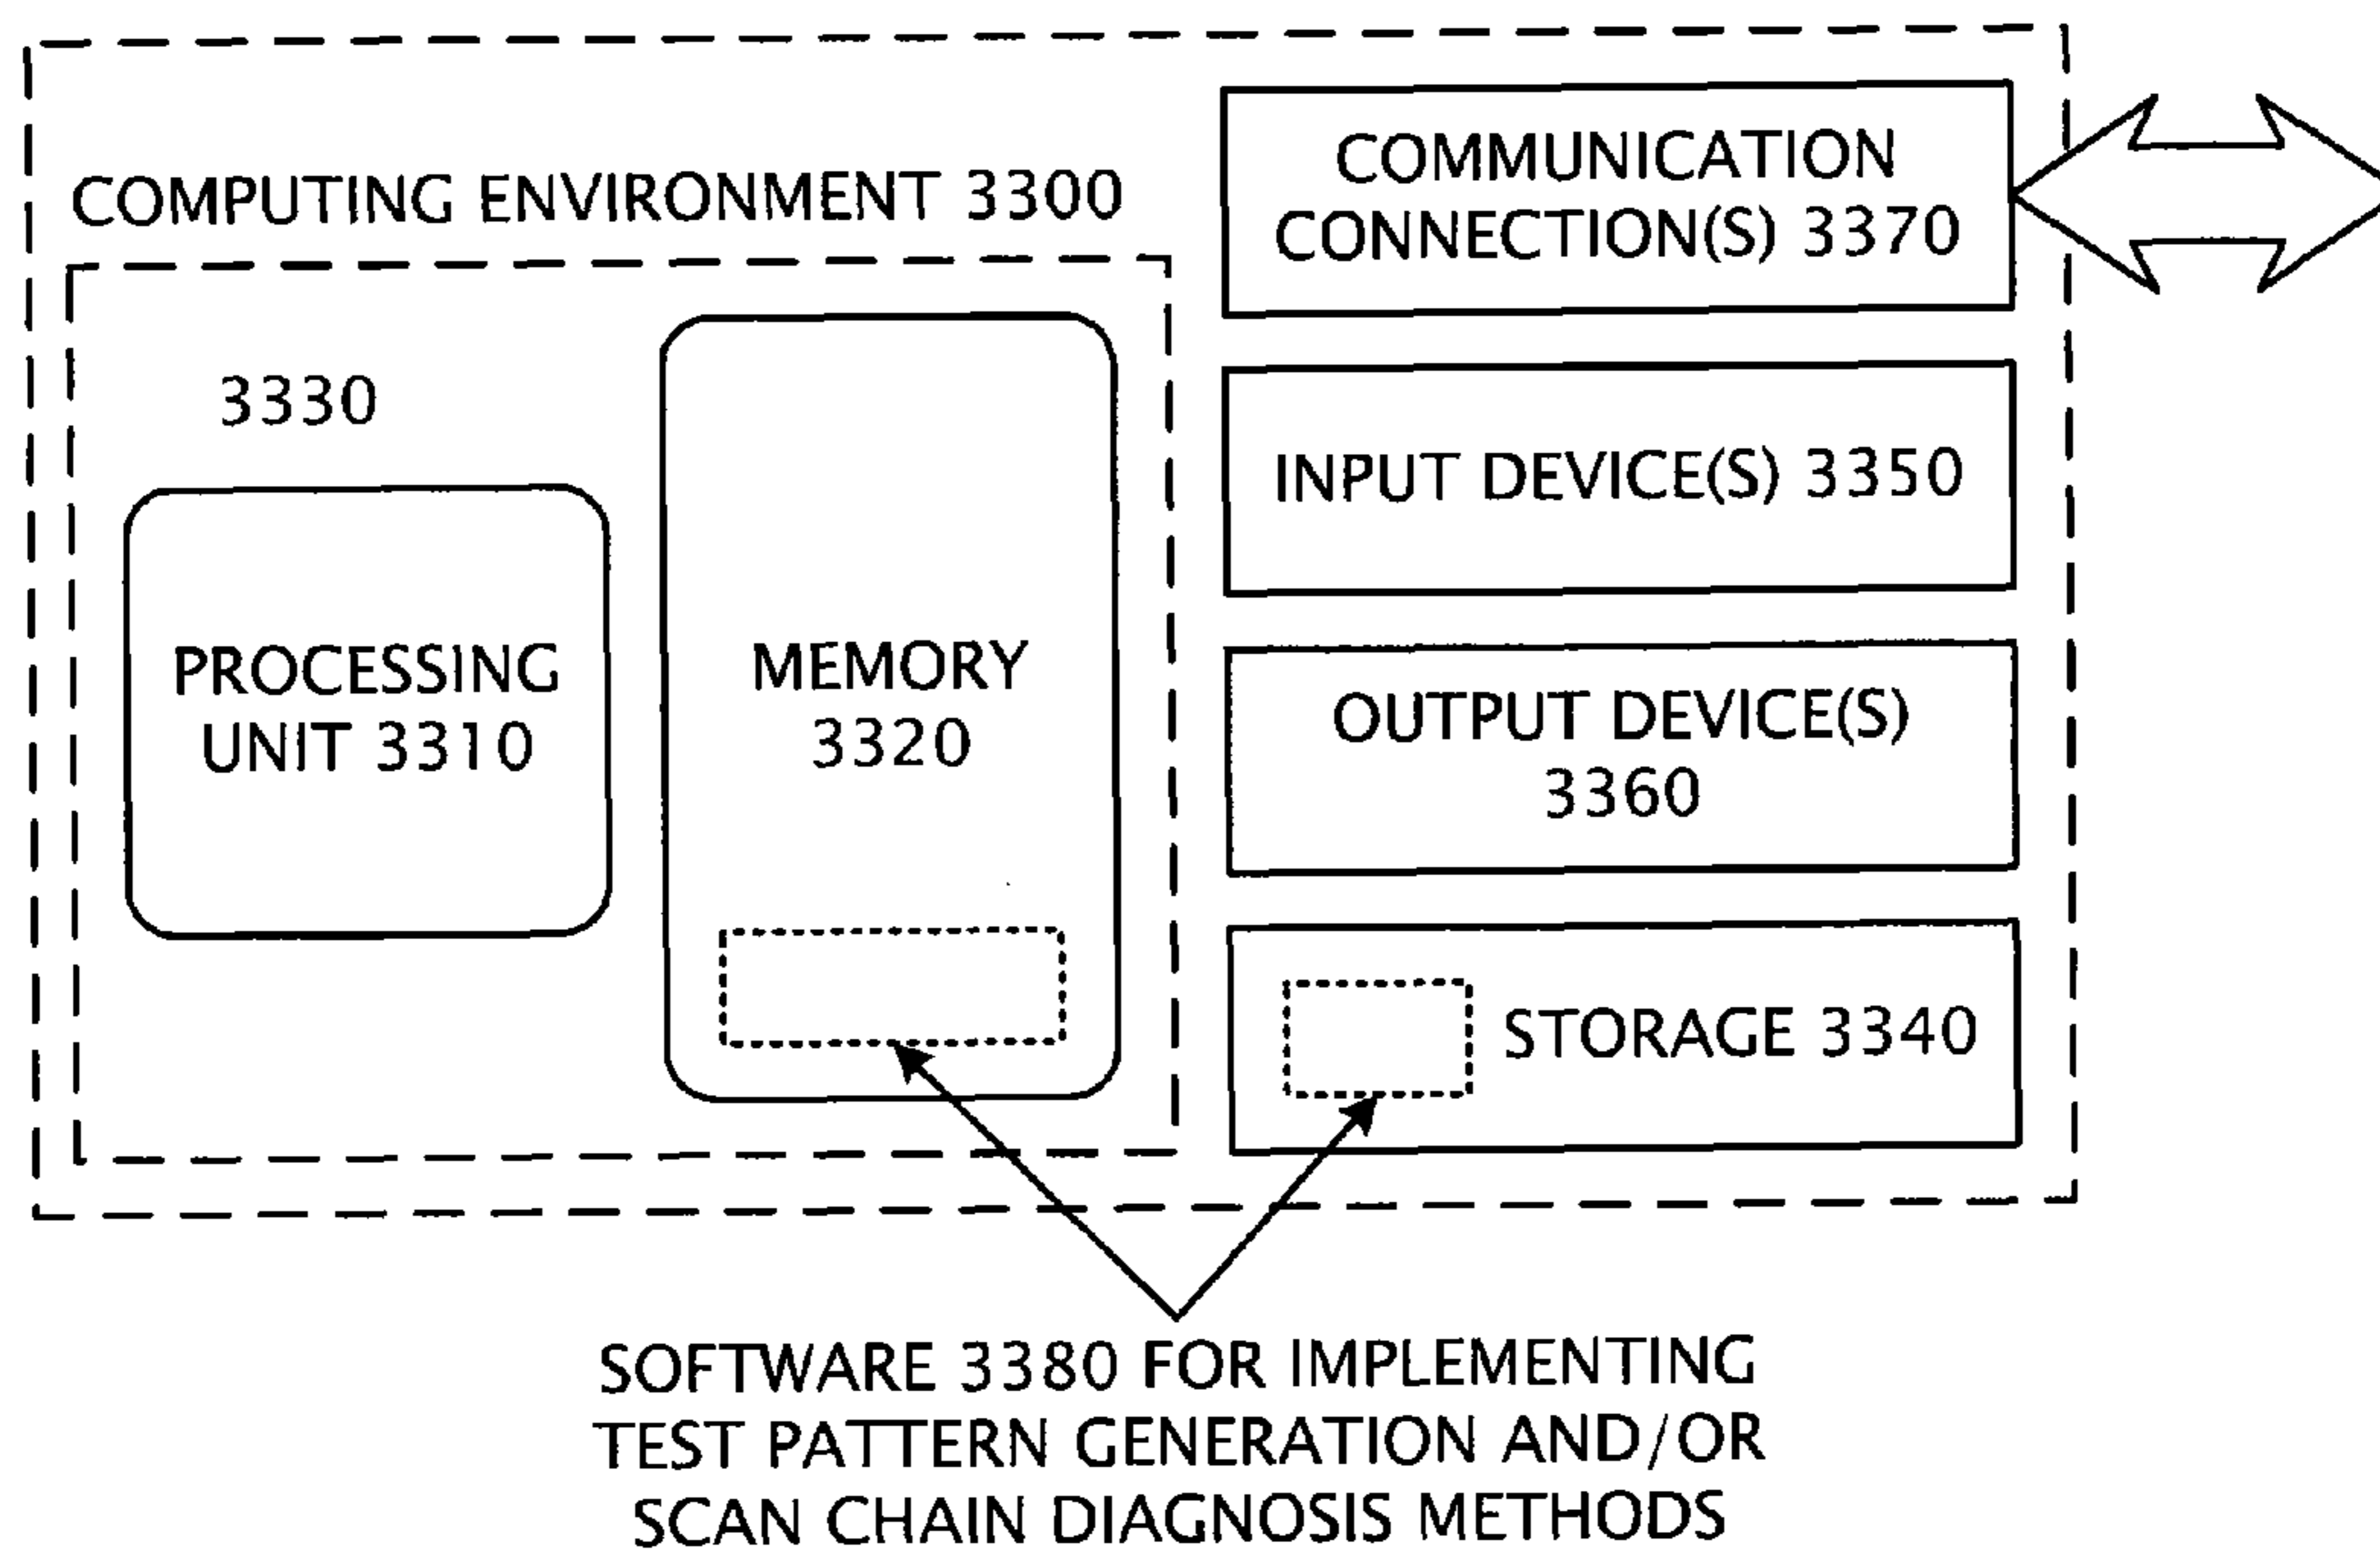 COMPUTING ENVIRONMENT 3300
3330
PROCESSING
UNIT 3310
MEMORY
3320
COMMUNICATION
CONNECTION(S) 3370
INPUT DEVICE(S) 3350
OUTPUT DEVICE(S)
3360
STORAGE 3340
SOFTWARE 3380 FOR IMPLEMENTING
TEST PATTERN GENERATION AND/OR
SCAN CHAIN DIAGNOSIS METHODS